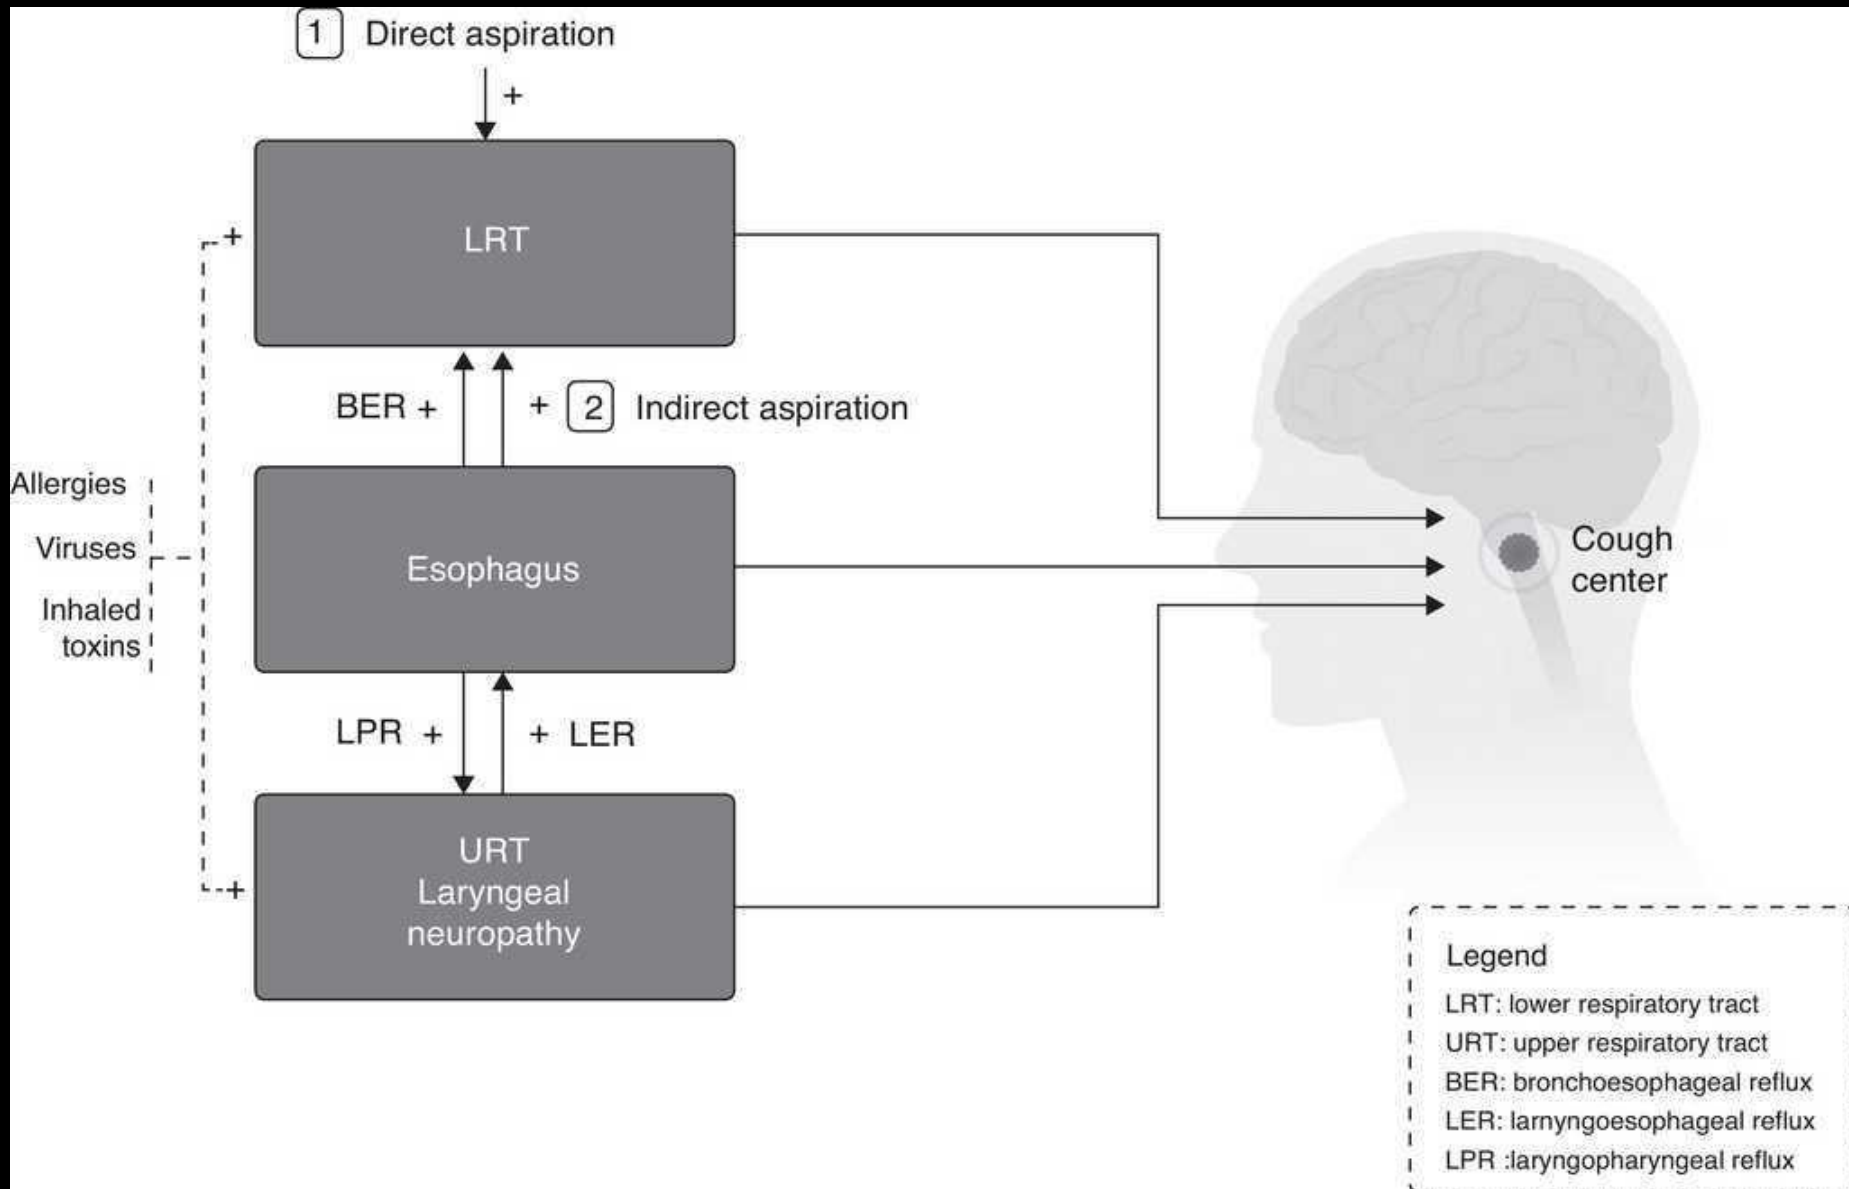 1 Direct aspiration
+
LRT
+
BER +
+ 2 Indirect aspiration
Allergies
Viruses
Inhaled
toxins
Esophagus
Cough
center
LPR +
+ LER
URT
Laryngeal
neuropathy
+
Legend
LRT: lower respiratory tract
URT: upper respiratory tract
BER: bronchoesophageal reflux
LER: larnyngoesophageal reflux
LPR :laryngopharyngeal reflux